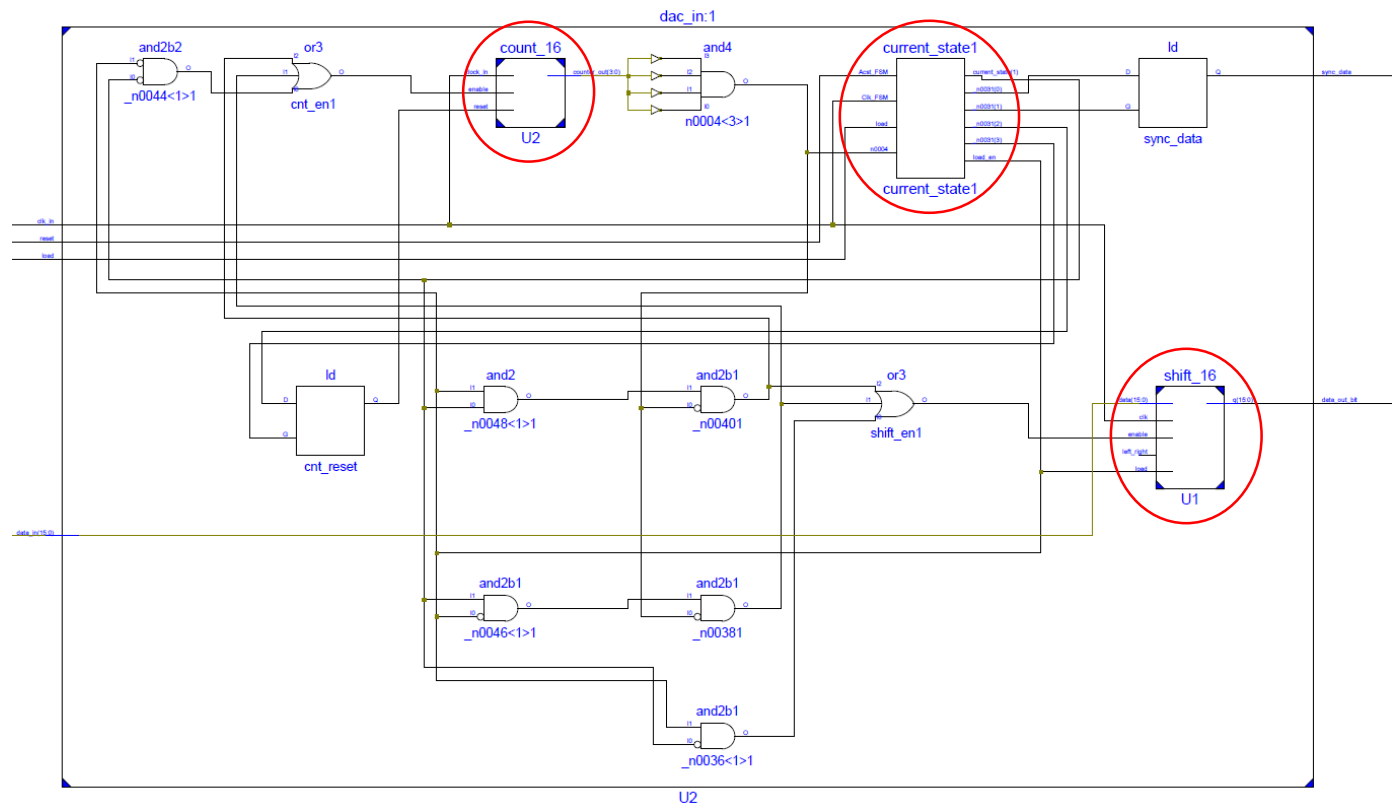 dac_in:1
and2b2
I1
I0
O
_n0044<1>1
or3
I2
I1
I0
O
cnt_en1
count_16
clock_in
enable
reset
U2
and4
I3
I2
I1
I0
O
n0004<3>1
current_state1
Clk_FSM
load
n0004
current_state(1)
_n0031(0)
_n0031(1)
_n0031(2)
_n0031(3)
load_en
current_state1
ld
D
G
Q
sync_data
sync_data
clk_in
reset
load
ld
D
G
Q
cnt_reset
and2
I1
I0
O
_n0048<1>1
and2b1
I1
I0
O
_n00401
or3
I2
I1
O
shift_en1
shift_16
data(15:0)
clk
enable
left_right
load
q(15:0)
U1
data_out_bit
data_in(15:0)
and2b1
I1
I0
O
_n0046<1>1
and2b1
I1
I0
O
_n00381
and2b1
I1
I0
O
_n0036<1>1
U2